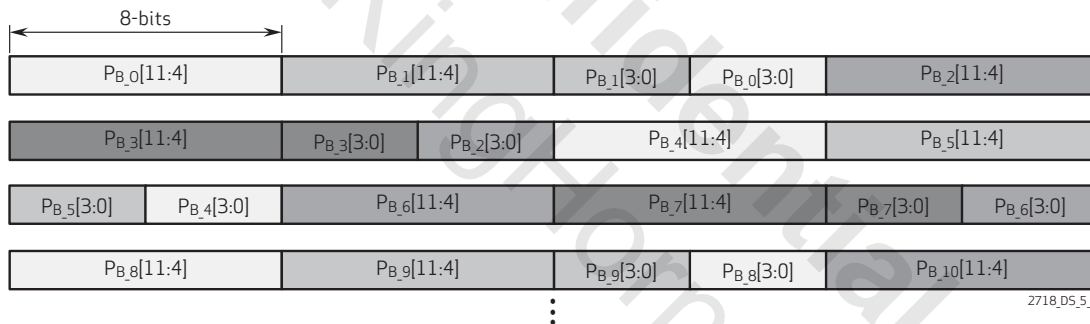 8-bits
P_B_0[11:4] P_B_1[11:4] P_B_1[3:0] P_B_0[3:0] P_B_2[11:4]
P_B_3[11:4] P_B_3[3:0] P_B_2[3:0] P_B_4[11:4] P_B_5[11:4]
P_B_5[3:0] P_B_4[3:0] P_B_6[11:4] P_B_7[11:4] P_B_7[3:0] P_B_6[3:0]
P_B_8[11:4] P_B_9[11:4] P_B_9[3:0] P_B_8[3:0] P_B_10[11:4]
2718_DS_5_